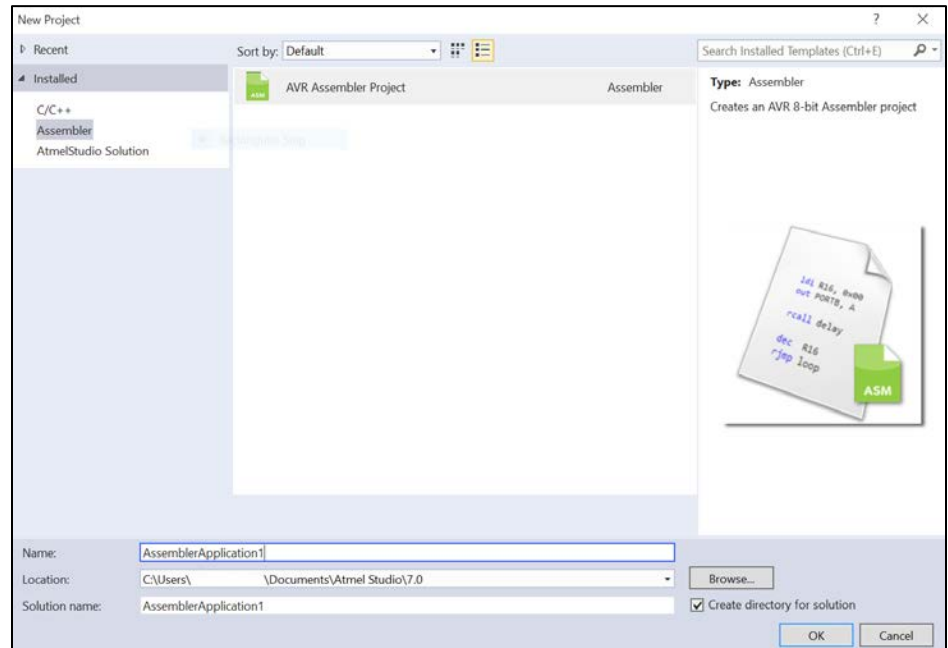 New Project
?
Recent
Sort by: Default
Search Installed Templates (Ctrl+E)
Installed
C/C++
Assembler
AtmelStudio Solution
ASM
AVR Assembler Project
Assembler
Type: Assembler
Creates an AVR 8-bit Assembler project
ldi R16, 0x00
out PORTB, A
rcall delay
dec R16
rjmp loop
ASM
Name: AssemblerApplication1
Location: C:\Users\ \Documents\Atmel Studio\7.0
Browse...
Solution name: AssemblerApplication1
Create directory for solution
OK
Cancel